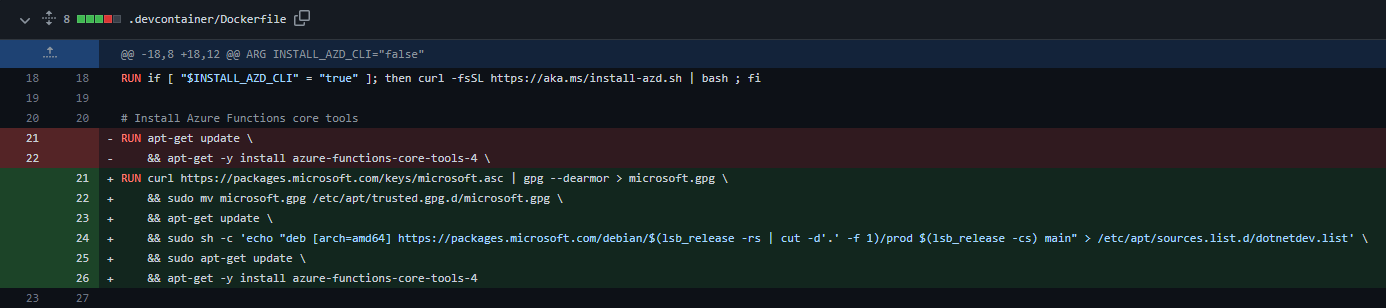 8 .devcontainer/Dockerfile
@@ -18,8 +18,12 @@ ARG INSTALL_AZD_CLI="false"
18 18 RUN if [ "$INSTALL_AZD_CLI" = "true" ]; then curl -fsSL https://aka.ms/install-azd.sh | bash ; fi
19 19
20 20 # Install Azure Functions core tools
21 - RUN apt-get update \
22 - && apt-get -y install azure-functions-core-tools-4 \
21 + RUN curl https://packages.microsoft.com/keys/microsoft.asc | gpg --dearmor > microsoft.gpg \
22 + && sudo mv microsoft.gpg /etc/apt/trusted.gpg.d/microsoft.gpg \
23 + && apt-get update \
24 + && sudo sh -c 'echo "deb [arch=amd64] https://packages.microsoft.com/debian/$(lsb_release -rs | cut -d'.' -f 1)/prod $(lsb_release -cs) main" > /etc/apt/sources.list.d/dotnetdev.list' \
25 + && sudo apt-get update \
26 + && apt-get -y install azure-functions-core-tools-4
23 27